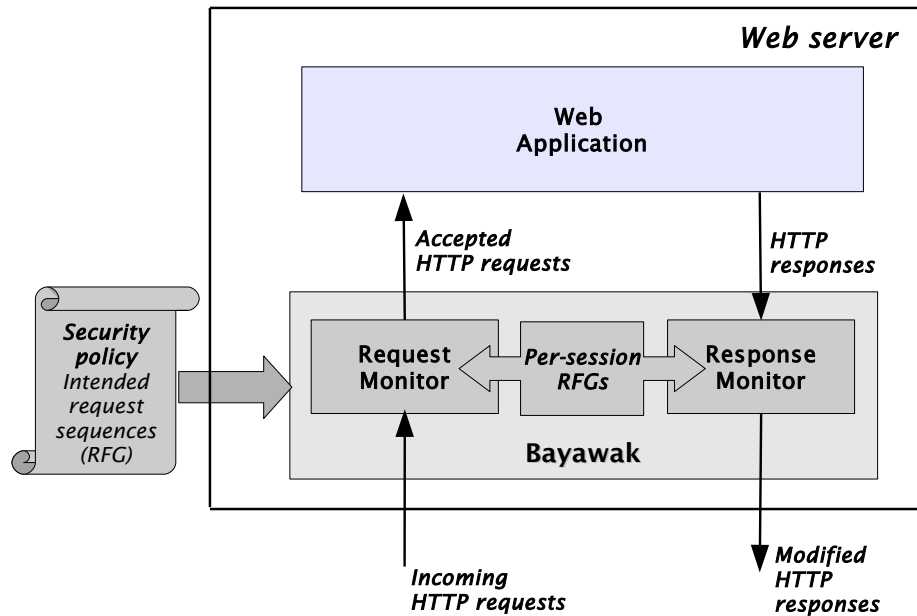 Web server
Web
Application
Accepted
HTTP requests
HTTP
responses
Security
policy
Intended
request
sequences
(RFG)
Request
Monitor
Per-session
RFGs
Response
Monitor
Bayawak
Incoming
HTTP requests
Modified
HTTP
responses